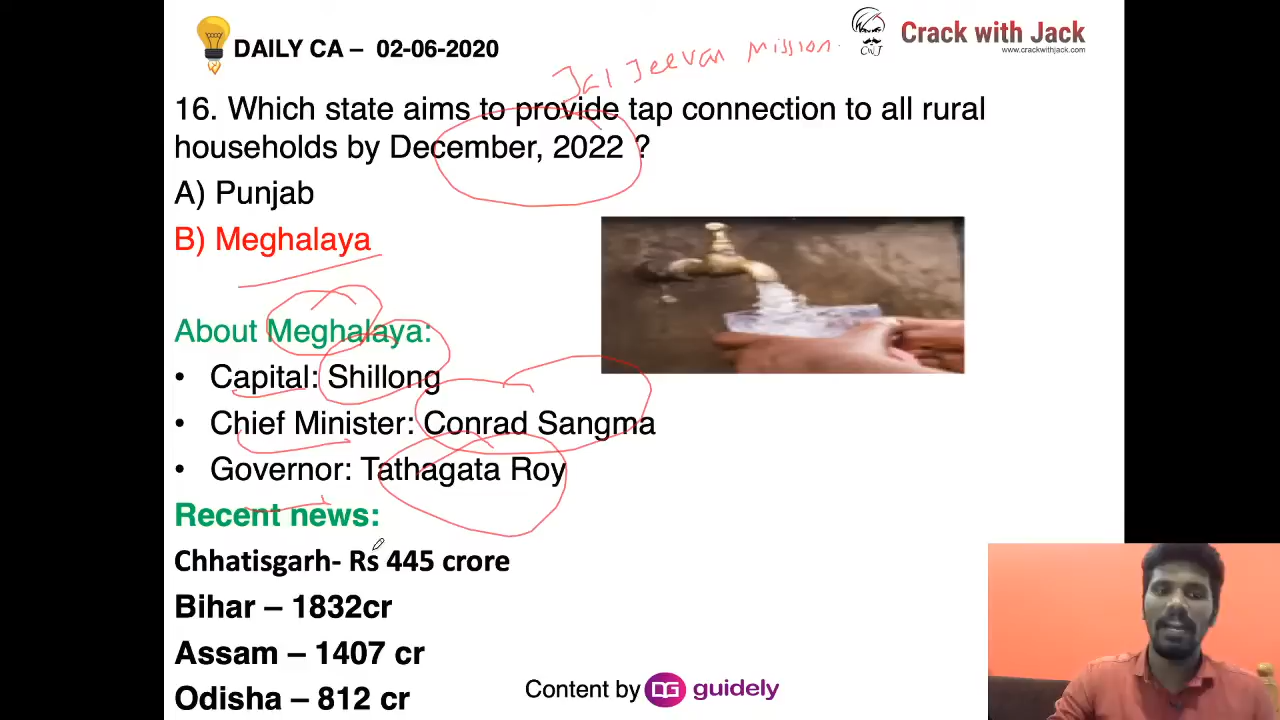 DAILY CA – 02-06-2020
Crack with Jack
www.crackwithjack.com
CWJ
Jal Jeevan Mission.
16. Which state aims to provide tap connection to all rural
households by December, 2022 ?
A) Punjab
B) Meghalaya
About Meghalaya:
• Capital: Shillong
• Chief Minister: Conrad Sangma
• Governor: Tathagata Roy
Recent news:
Chhatisgarh- Rs 445 crore
Bihar – 1832cr
Assam – 1407 cr
Odisha – 812 cr
Content by guidely